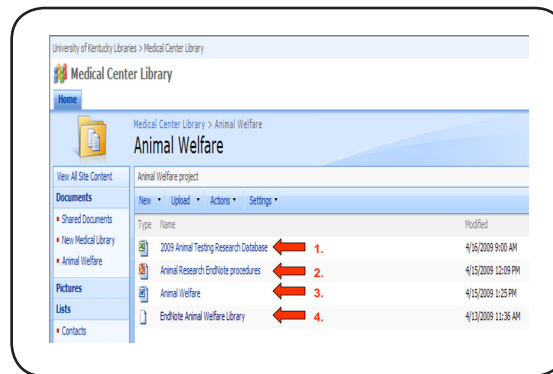 University of Kentucky Libraries > Medical Center Library
Medical Center Library
Home
Medical Center Library > Animal Welfare
Animal Welfare
View All Site Content
Animal Welfare project
Documents
New Upload Actions Settings
Shared Documents
New Medical Library
Animal Welfare
Pictures
Lists
Contacts
Type Name Modified
2009 Animal Testing Research Database 1. 4/16/2009 9:00 AM
Animal Research EndNote procedures 2. 4/15/2009 12:09 PM
Animal Welfare 3. 4/15/2009 1:25 PM
EndNote Animal Welfare Library 4. 4/13/2009 11:36 AM